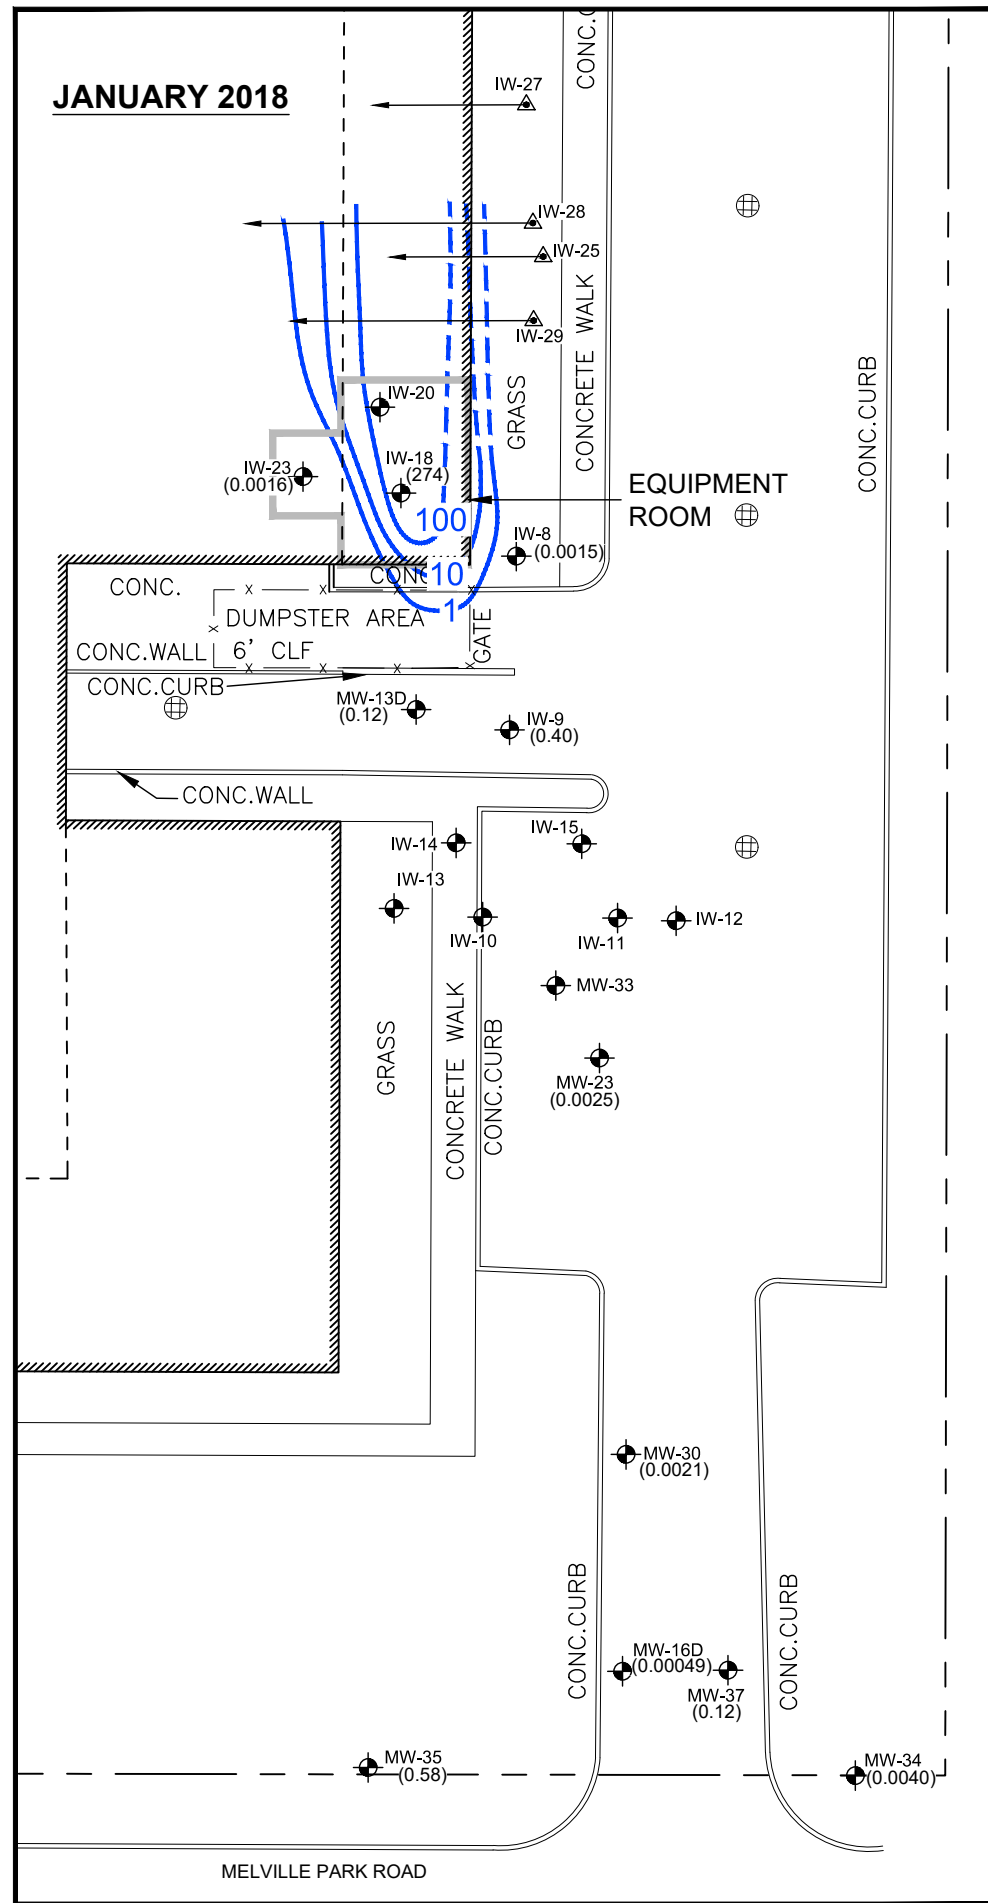 JANUARY 2018
CONC.C
IW-27
IW-28
IW-25
IW-29
IW-20
GRASS
CONCRETE WALK
CONC.CURB
IW-23
(0.0016)
IW-18
(274)
EQUIPMENT
ROOM
100
IW-8
(0.0015)
CONC.
CONC
10
1
DUMPSTER AREA
6' CLF
GATE
CONC.WALL
CONC.CURB
MW-13D
(0.12)
IW-9
(0.40)
CONC.WALL
IW-14
IW-15
IW-13
IW-10
IW-11
IW-12
MW-33
GRASS
CONCRETE WALK
CONC.CURB
MW-23
(0.0025)
MW-30
(0.0021)
CONC.CURB
CONC.CURB
MW-16D
(0.00049)
MW-37
(0.12)
MW-35
(0.58)
MW-34
(0.0040)
MELVILLE PARK ROAD